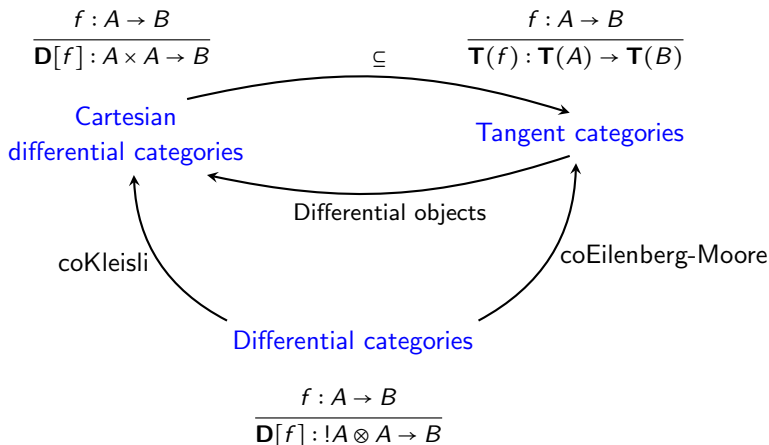 f : A → B
D[f] : A × A → B
f : A → B
T(f) : T(A) → T(B)
⊆
Cartesian
differential categories
Tangent categories
Differential objects
coKleisli
coEilenberg-Moore
Differential categories
f : A → B
D[f] : !A ⊗ A → B